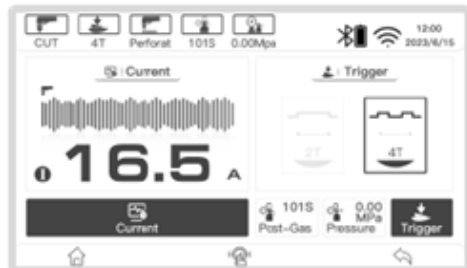 CUT 4T Perforat 101S 0.00Mpa
12:00
2023/6/15
Current
Trigger
16.5 A
2T
4T
Current
101S
Post-Gas
0.00
MPa
Pressure
Trigger